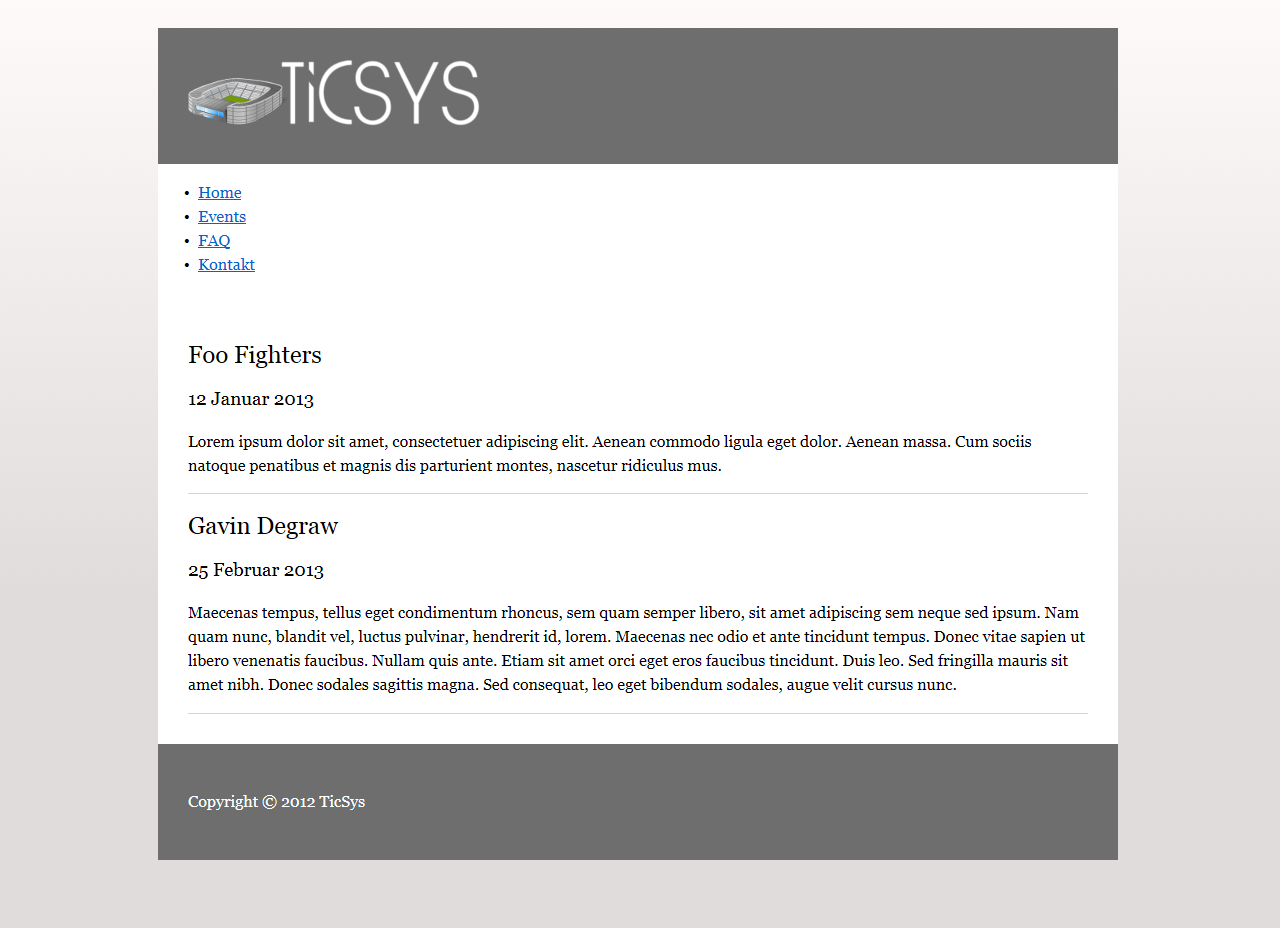 TiCSYS
• Home
• Events
• FAQ
• Kontakt
Foo Fighters
12 Januar 2013
Lorem ipsum dolor sit amet, consectetuer adipiscing elit. Aenean commodo ligula eget dolor. Aenean massa. Cum sociis
natoque penatibus et magnis dis parturient montes, nascetur ridiculus mus.
Gavin Degraw
25 Februar 2013
Maecenas tempus, tellus eget condimentum rhoncus, sem quam semper libero, sit amet adipiscing sem neque sed ipsum. Nam
quam nunc, blandit vel, luctus pulvinar, hendrerit id, lorem. Maecenas nec odio et ante tincidunt tempus. Donec vitae sapien ut
libero venenatis faucibus. Nullam quis ante. Etiam sit amet orci eget eros faucibus tincidunt. Duis leo. Sed fringilla mauris sit
amet nibh. Donec sodales sagittis magna. Sed consequat, leo eget bibendum sodales, augue velit cursus nunc.
Copyright © 2012 TicSys